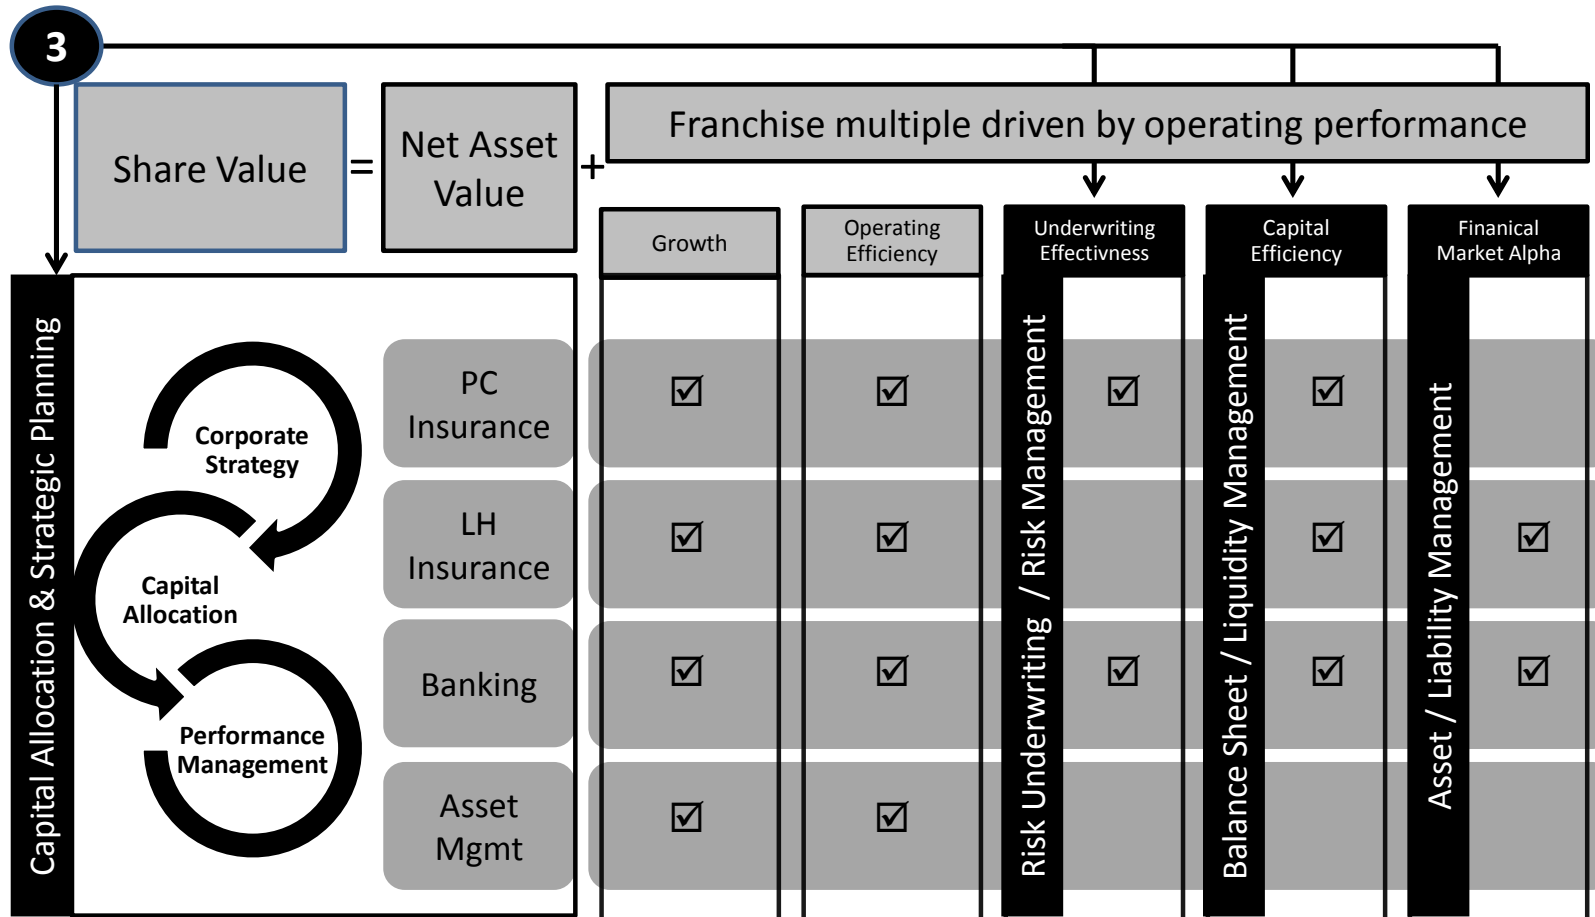 3
Share Value
=
Net Asset
Value
+
Franchise multiple driven by operating performance
Growth
Operating
Efficiency
Underwriting
Effectivness
Capital
Efficiency
Finanical
Market Alpha
Capital Allocation & Strategic Planning
Corporate
Strategy
Capital
Allocation
Performance
Management
PC
Insurance
LH
Insurance
Banking
Asset
Mgmt
Risk Underwriting / Risk Management
Balance Sheet / Liquidity Management
Asset / Liability Management